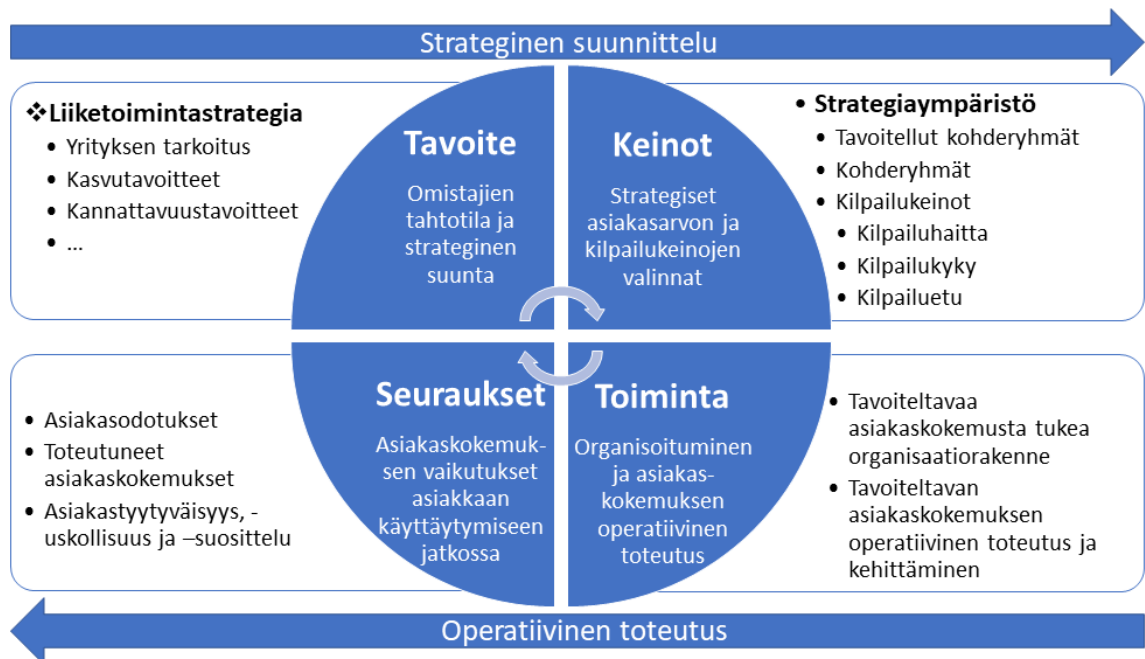 Strateginen suunnittelu
❖Liiketoimintastrategia
• Yrityksen tarkoitus
• Kasvutavoitteet
• Kannattavuustavoitteet
• ...
Tavoite
Omistajien
tahtotila ja
strateginen
suunta
Keinot
Strategiset
asiakasarvon ja
kilpailukeinojen
valinnat
• Strategiaympäristö
• Tavoitellut kohderyhmät
• Kohderyhmät
• Kilpailukeinot
• Kilpailuhaitta
• Kilpailukyky
• Kilpailuetu
• Asiakasodotukset
• Toteutuneet
asiakaskokemukset
• Asiakastyytyväisyys, -
uskollisuus ja –suosittelu
Seuraukset
Asiakaskokemuk-
sen vaikutukset
asiakkaan
käyttäytymiseen
jatkossa
Toiminta
Organisoituminen
ja asiakas-
kokemuksen
operatiivinen
toteutus
• Tavoiteltavaa
asiakaskokemusta tukea
organisaatiorakenne
• Tavoiteltavan
asiakaskokemuksen
operatiivinen toteutus ja
kehittäminen
Operatiivinen toteutus